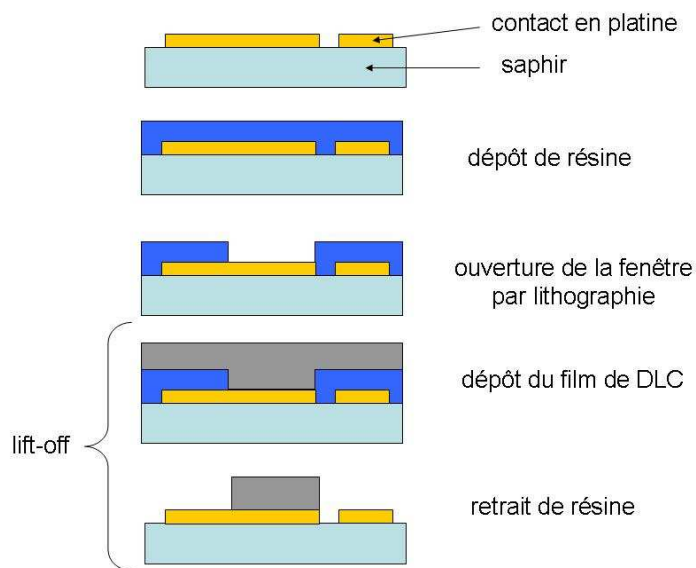 contact en platine
saphir
dépôt de résine
ouverture de la fenêtre
par lithographie
dépôt du film de DLC
lift-off
retrait de résine